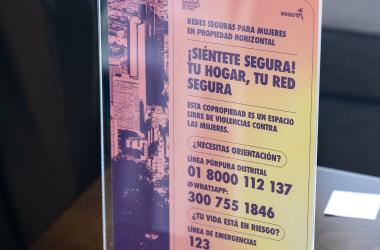 BOGOTÁ
REDES SEGURAS PARA MUJERES
EN PROPIEDAD HORIZONTAL
¡SIÉNTETE SEGURA!
TU HOGAR, TU RED
SEGURA
ESTA COPROPIEDAD ES UN ESPACIO
LIBRE DE VIOLENCIAS CONTRA
LAS MUJERES.
¿NECESITAS ORIENTACIÓN?
LÍNEA PÚRPURA DISTRITAL
01 8000 112 137
WHATSAPP:
300 755 1846
¿TU VIDA ESTÁ EN RIESGO?
LÍNEA DE EMERGENCIAS
123